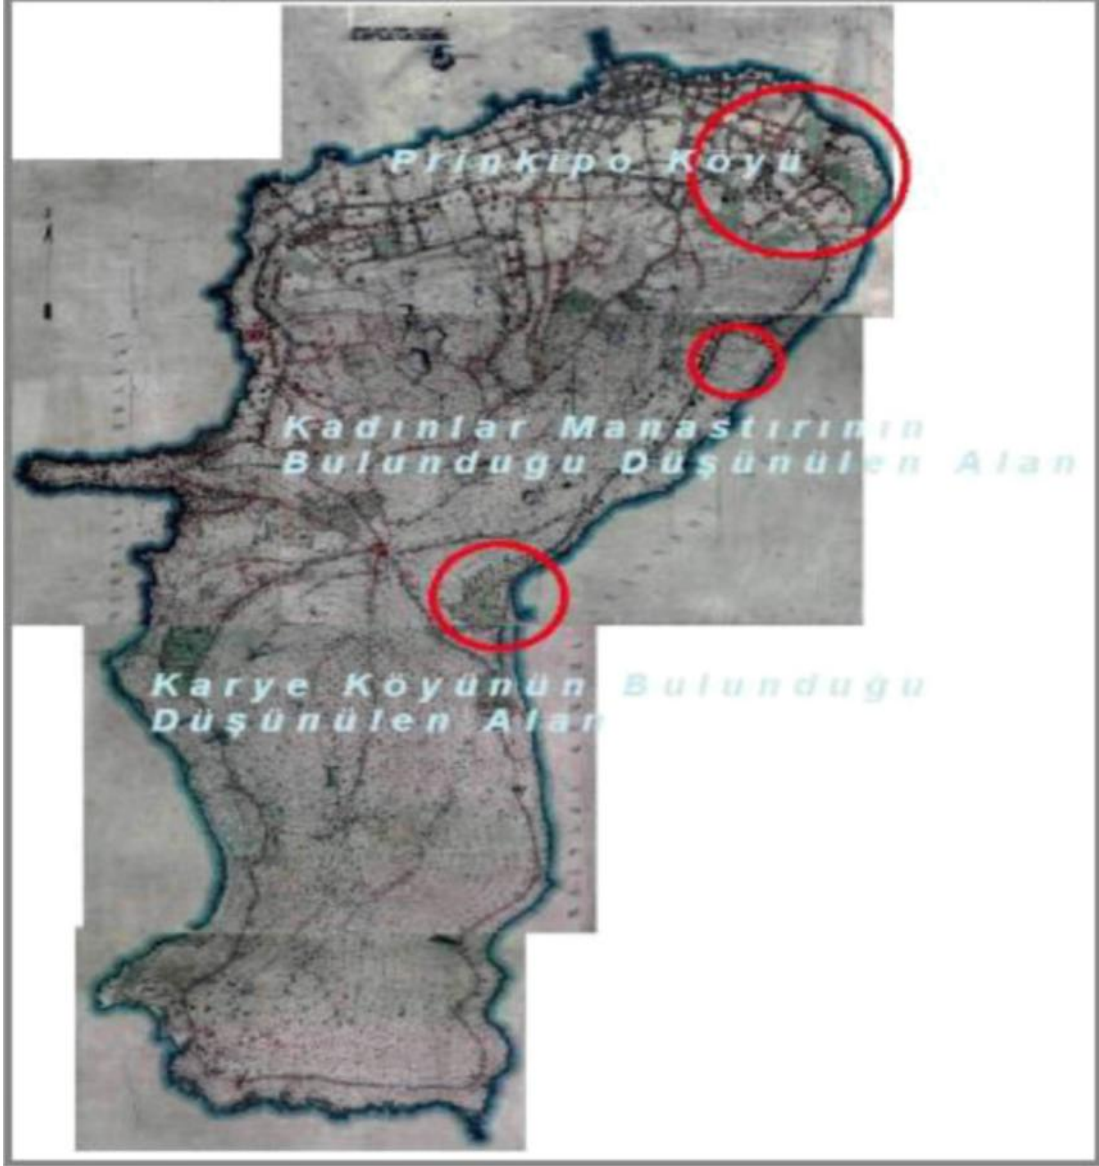 Prinkipo Köyü
Kadınlar Manastırının
Bulunduğu Düşünülen Alan
Karye Köyünün Bulunduğu
Düşünülen Alan